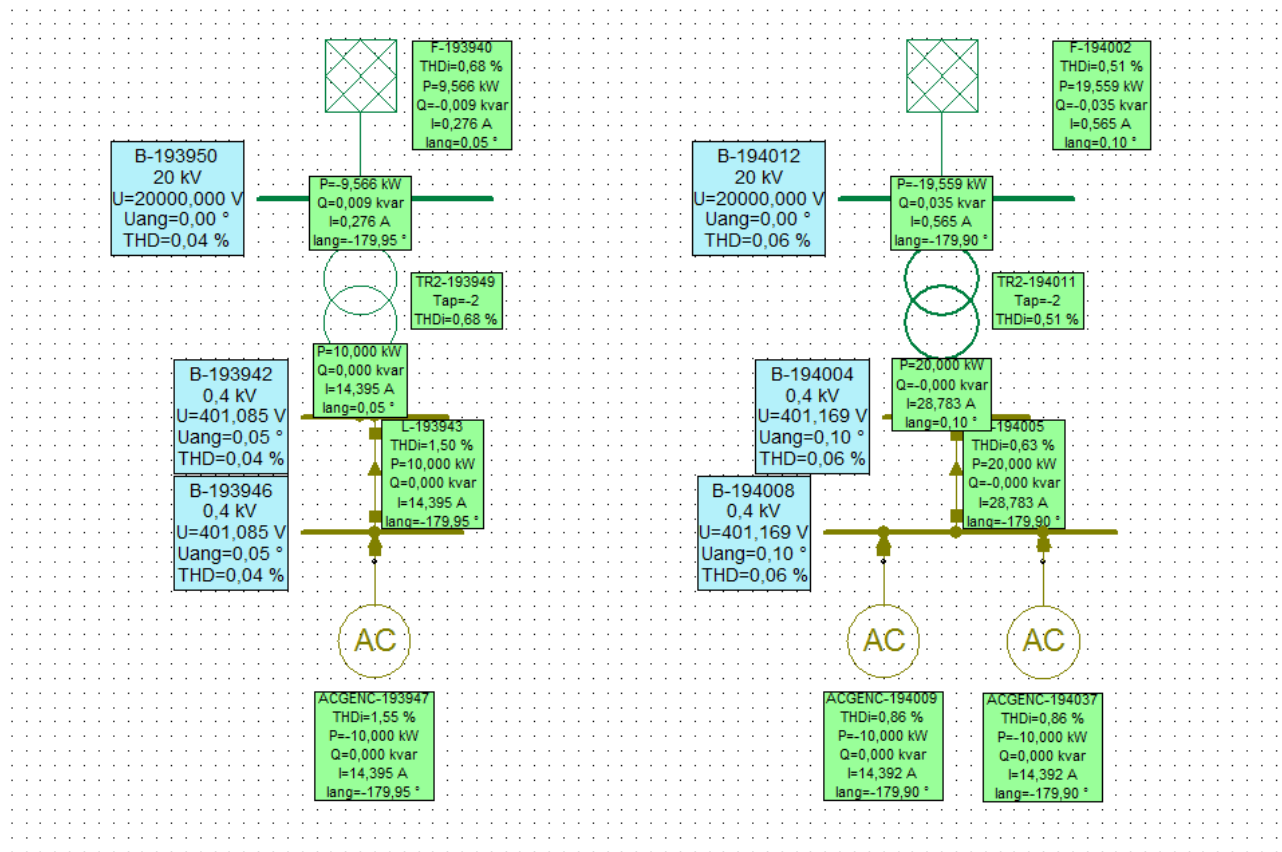 F-193940
THDi=0,68 %
P=9,566 kW
Q=-0,009 kvar
I=0,276 A
Iang=0,05 °
B-193950
20 kV
U=20000,000 V
Uang=0,00 °
THD=0,04 %
P=-9,566 kW
Q=0,009 kvar
I=0,276 A
Iang=-179,95 °
TR2-193949
Tap=-2
THDi=0,68 %
P=10,000 kW
Q=0,000 kvar
I=14,395 A
Iang=0,05 °
B-193942
0,4 kV
U=401,085 V
Uang=0,05 °
THD=0,04 %
L-193943
THDi=1,50 %
P=10,000 kW
Q=0,000 kvar
I=14,395 A
Iang=-179,95 °
B-193946
0,4 kV
U=401,085 V
Uang=0,05 °
THD=0,04 %
AC
ACGENC-193947
THDi=1,55 %
P=-10,000 kW
Q=0,000 kvar
I=14,395 A
Iang=-179,95 °
F-194002
THDi=0,51 %
P=19,559 kW
Q=-0,035 kvar
I=0,565 A
Iang=0,10 °
B-194012
20 kV
U=20000,000 V
Uang=0,00 °
THD=0,06 %
P=-19,559 kW
Q=0,035 kvar
I=0,565 A
Iang=-179,90 °
TR2-194011
Tap=-2
THDi=0,51 %
P=20,000 kW
Q=-0,000 kvar
I=28,783 A
Iang=0,10 °
B-194004
0,4 kV
U=401,169 V
Uang=0,10 °
THD=0,06 %
-194005
THDi=0,63 %
P=20,000 kW
Q=-0,000 kvar
I=28,783 A
Iang=-179,90 °
B-194008
0,4 kV
U=401,169 V
Uang=0,10 °
THD=0,06 %
AC
AC
ACGENC-194009
THDi=0,86 %
P=-10,000 kW
Q=0,000 kvar
I=14,392 A
Iang=-179,90 °
ACGENC-194037
THDi=0,86 %
P=-10,000 kW
Q=0,000 kvar
I=14,392 A
Iang=-179,90 °